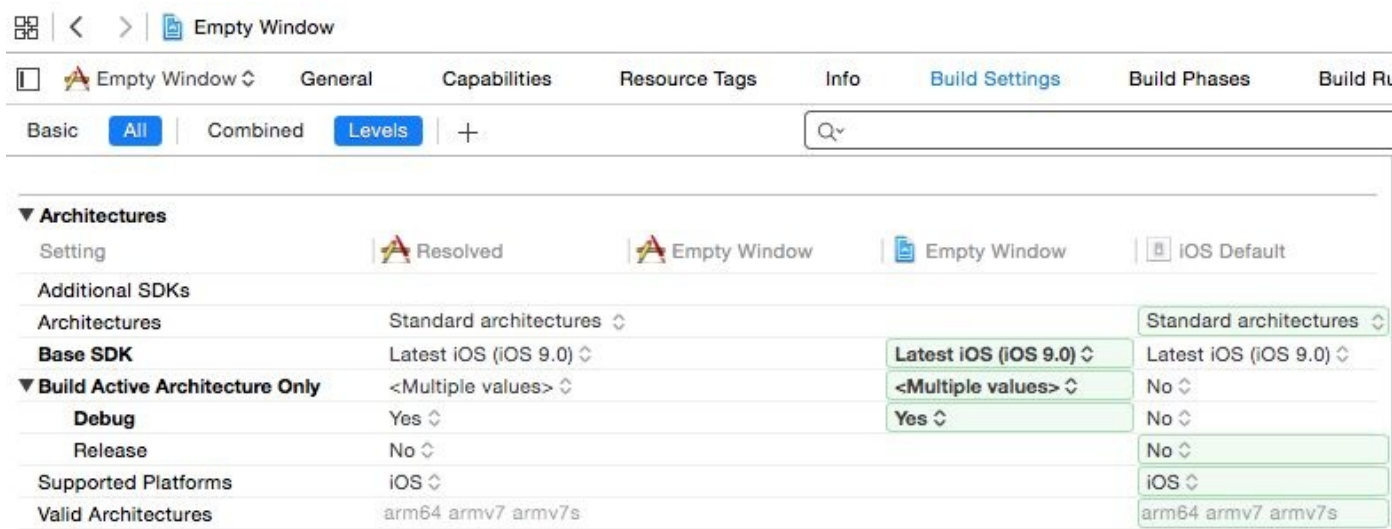 Empty Window
Empty Window General Capabilities Resource Tags Info Build Settings Build Phases Build Ru
Basic All Combined Levels +
Architectures
Setting Resolved Empty Window Empty Window iOS Default
Additional SDKs
Architectures Standard architectures Standard architectures
Base SDK Latest iOS (iOS 9.0) Latest iOS (iOS 9.0) Latest iOS (iOS 9.0)
Build Active Architecture Only <Multiple values> <Multiple values> No
Debug Yes Yes No
Release No No
Supported Platforms iOS iOS
Valid Architectures arm64 armv7 armv7s arm64 armv7 armv7s